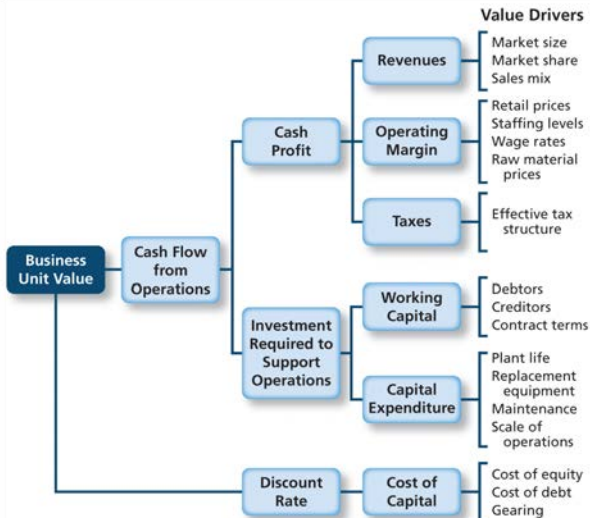 Value Drivers
Revenues
Market size
Market share
Sales mix
Cash
Profit
Operating
Margin
Retail prices
Staffing levels
Wage rates
Raw material
prices
Taxes
Effective tax
structure
Business
Unit Value
Cash Flow
from
Operations
Investment
Required to
Support
Operations
Working
Capital
Debtors
Creditors
Contract terms
Capital
Expenditure
Plant life
Replacement
equipment
Maintenance
Scale of
operations
Discount
Rate
Cost of
Capital
Cost of equity
Cost of debt
Gearing